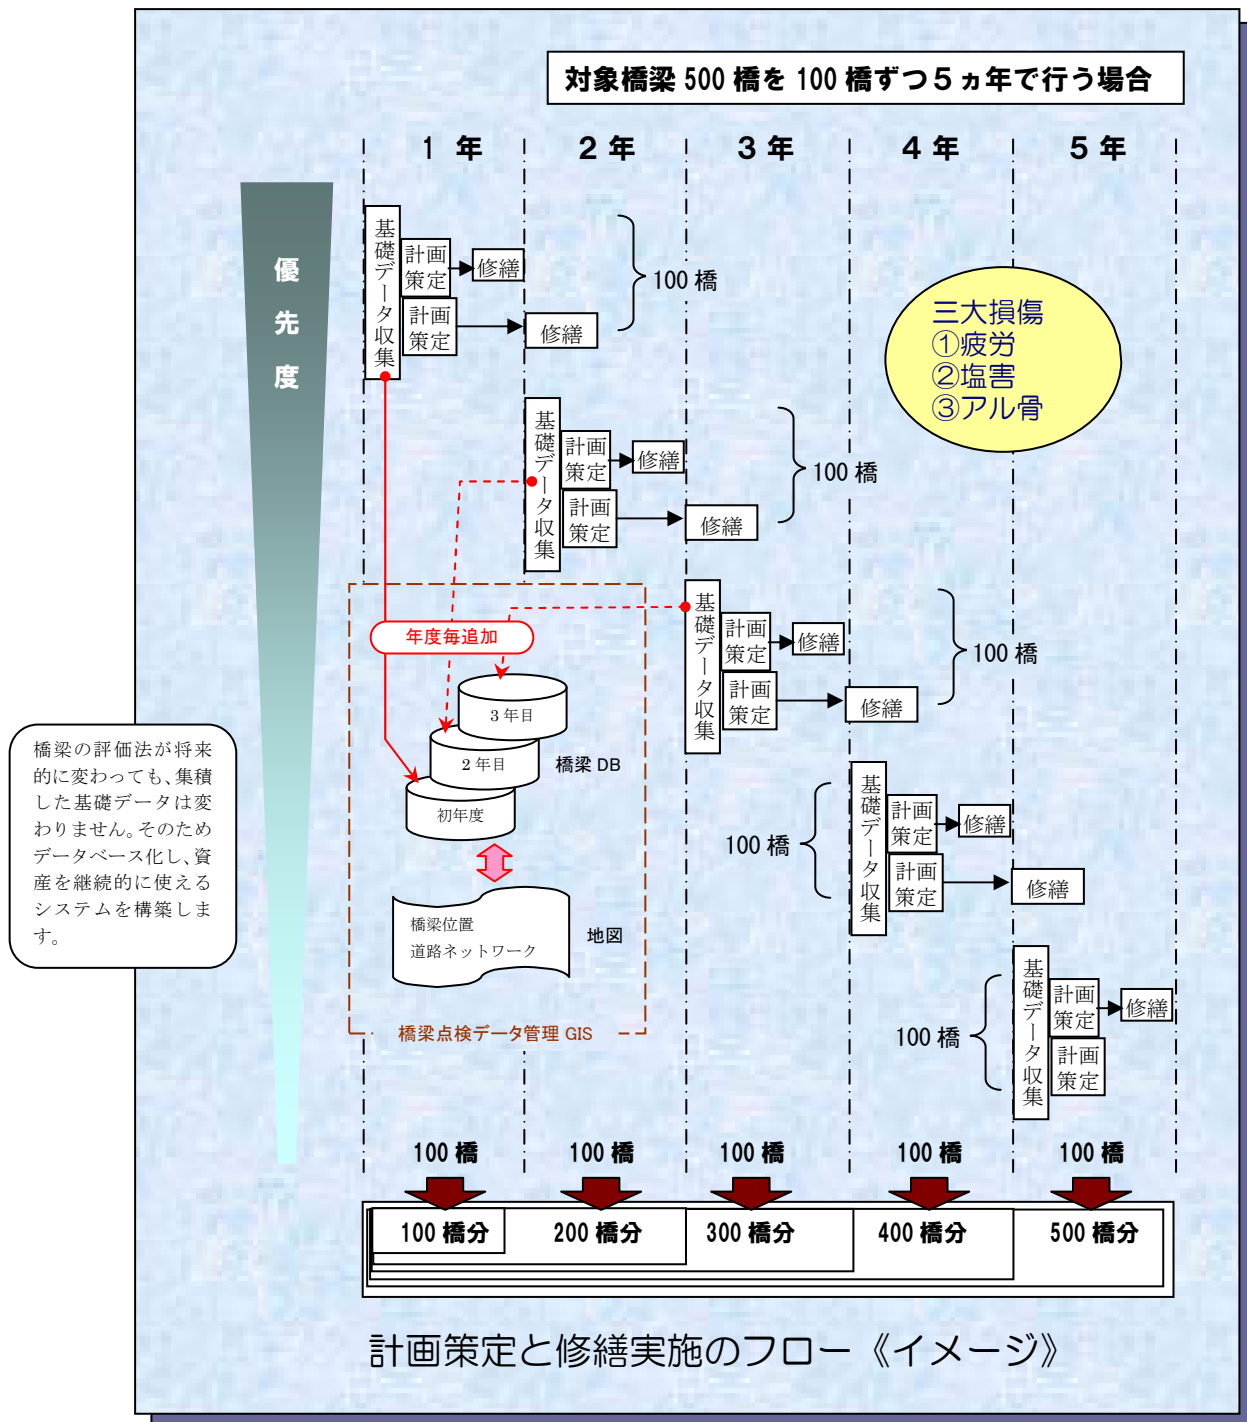 対象橋梁 500 橋を 100 橋ずつ５ヵ年で行う場合
1 年
２年
３年
４年
５年
優先度
基礎データ収集
計画
策定
修繕
計画
策定
修繕
100 橋
三大損傷
①疲労
②塩害
③アル骨
基礎データ収集
計画
策定
修繕
計画
策定
修繕
100 橋
基礎データ収集
計画
策定
修繕
計画
策定
修繕
100 橋
年度毎追加
3 年目
2 年目
初年度
橋梁 DB
橋梁位置
道路ネットワーク
地図
橋梁点検データ管理 GIS
橋梁の評価法が将来
的に変わっても、集積
した基礎データは変
わりません。そのため
データベース化し、資
産を継続的に使える
システムを構築しま
す。
100 橋
基礎データ収集
計画
策定
修繕
計画
策定
修繕
100 橋
基礎データ収集
計画
策定
修繕
計画
策定
100 橋
100 橋
100 橋
100 橋
100 橋
100 橋分
200 橋分
300 橋分
400 橋分
500 橋分
計画策定と修繕実施のフロー《イメージ》